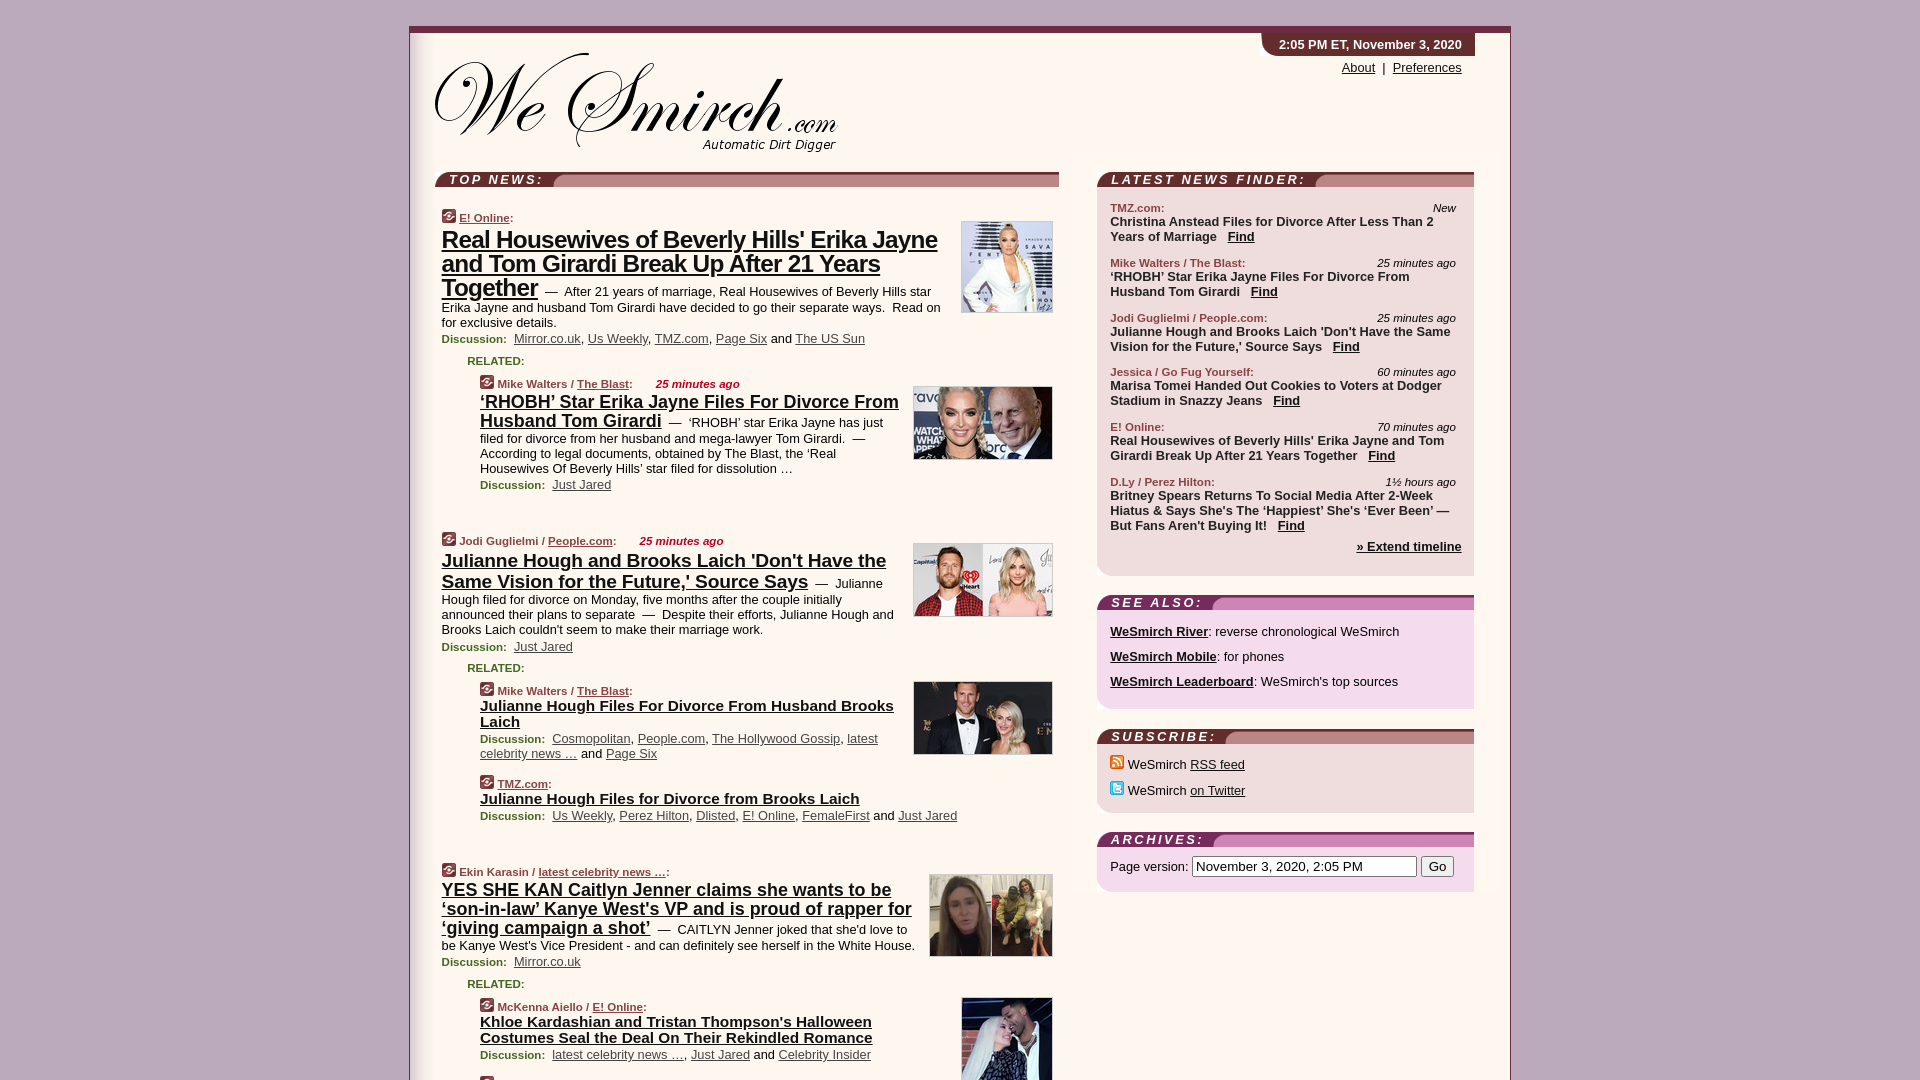 2:05 PM ET, November 3, 2020
About | Preferences
We Smirch.com
Automatic Dirt Digger
TOP NEWS:
E! Online:
Real Housewives of Beverly Hills' Erika Jayne
and Tom Girardi Break Up After 21 Years
Together — After 21 years of marriage, Real Housewives of Beverly Hills star
Erika Jayne and husband Tom Girardi have decided to go their separate ways. Read on
for exclusive details.
Discussion: Mirror.co.uk, Us Weekly, TMZ.com, Page Six and The US Sun
RELATED:
Mike Walters / The Blast: 25 minutes ago
‘RHOBH’ Star Erika Jayne Files For Divorce From
Husband Tom Girardi — ‘RHOBH’ star Erika Jayne has just
filed for divorce from her husband and mega-lawyer Tom Girardi. —
According to legal documents, obtained by The Blast, the ‘Real
Housewives Of Beverly Hills’ star filed for dissolution …
Discussion: Just Jared
Jodi Guglielmi / People.com: 25 minutes ago
Julianne Hough and Brooks Laich 'Don't Have the
Same Vision for the Future,' Source Says — Julianne
Hough filed for divorce on Monday, five months after the couple initially
announced their plans to separate — Despite their efforts, Julianne Hough and
Brooks Laich couldn't seem to make their marriage work.
Discussion: Just Jared
RELATED:
Mike Walters / The Blast:
Julianne Hough Files For Divorce From Husband Brooks
Laich
Discussion: Cosmopolitan, People.com, The Hollywood Gossip, latest
celebrity news … and Page Six
TMZ.com:
Julianne Hough Files for Divorce from Brooks Laich
Discussion: Us Weekly, Perez Hilton, Dlisted, E! Online, FemaleFirst and Just Jared
Ekin Karasin / latest celebrity news …:
YES SHE KAN Caitlyn Jenner claims she wants to be
‘son-in-law’ Kanye West's VP and is proud of rapper for
‘giving campaign a shot’ — CAITLYN Jenner joked that she'd love to
be Kanye West's Vice President - and can definitely see herself in the White House.
Discussion: Mirror.co.uk
RELATED:
McKenna Aiello / E! Online:
Khloe Kardashian and Tristan Thompson's Halloween
Costumes Seal the Deal On Their Rekindled Romance
Discussion: latest celebrity news …, Just Jared and Celebrity Insider
LATEST NEWS FINDER:
TMZ.com: New
Christina Anstead Files for Divorce After Less Than 2
Years of Marriage Find
Mike Walters / The Blast: 25 minutes ago
‘RHOBH’ Star Erika Jayne Files For Divorce From
Husband Tom Girardi Find
Jodi Guglielmi / People.com: 25 minutes ago
Julianne Hough and Brooks Laich 'Don't Have the Same
Vision for the Future,' Source Says Find
Jessica / Go Fug Yourself: 60 minutes ago
Marisa Tomei Handed Out Cookies to Voters at Dodger
Stadium in Snazzy Jeans Find
E! Online: 70 minutes ago
Real Housewives of Beverly Hills' Erika Jayne and Tom
Girardi Break Up After 21 Years Together Find
D.Ly / Perez Hilton: 1½ hours ago
Britney Spears Returns To Social Media After 2-Week
Hiatus & Says She's The ‘Happiest’ She's ‘Ever Been’ —
But Fans Aren't Buying It! Find
» Extend timeline
SEE ALSO:
WeSmirch River: reverse chronological WeSmirch
WeSmirch Mobile: for phones
WeSmirch Leaderboard: WeSmirch's top sources
SUBSCRIBE:
WeSmirch RSS feed
WeSmirch on Twitter
ARCHIVES:
Page version: November 3, 2020, 2:05 PM Go